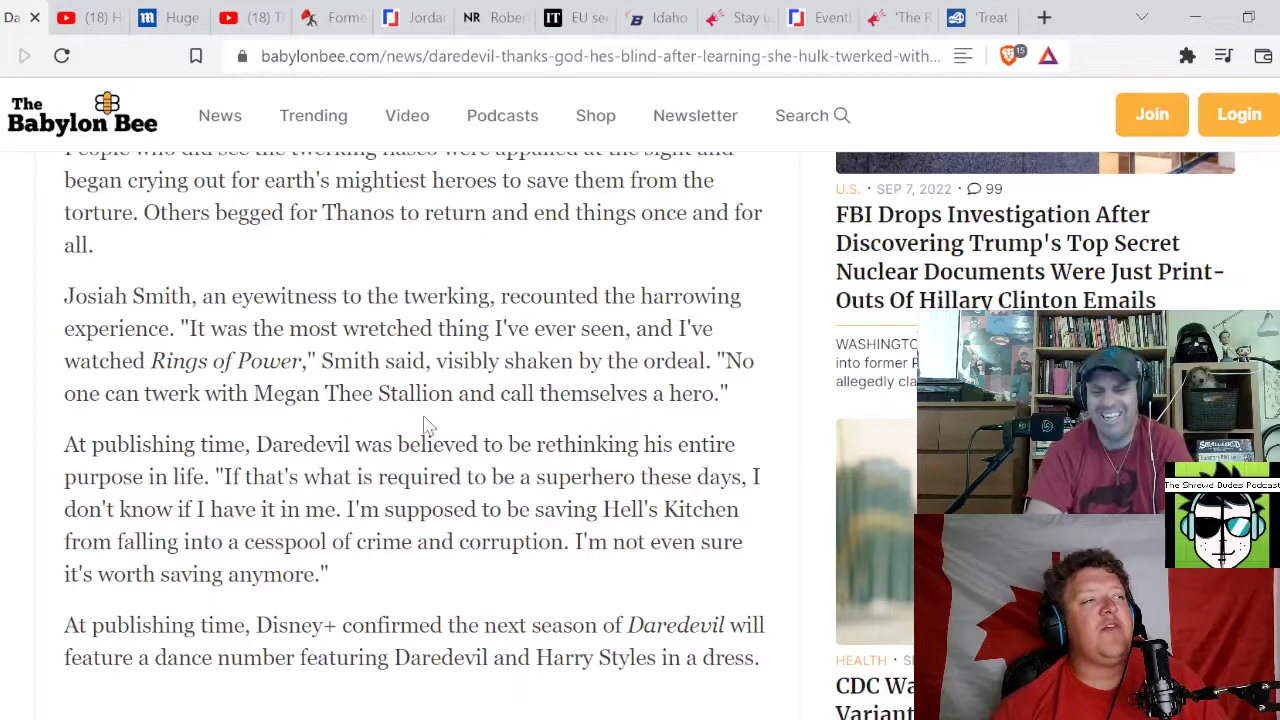 Da
(18) H
Huge
(18) Ti
Forme
Jordar
NR
Rober
IT
EU see
Idaho
Stay u
Eventl
'The R
'Treat
babylonbee.com/news/daredevil-thanks-god-hes-blind-after-learning-she-hulk-twerked-with...
15
The
Babylon Bee
News
Trending
Video
Podcasts
Shop
Newsletter
Search
Join
Login
People who did see the twerking fiasco were appalled at the sight and
began crying out for earth's mightiest heroes to save them from the
torture. Others begged for Thanos to return and end things once and for
all.
Josiah Smith, an eyewitness to the twerking, recounted the harrowing
experience. "It was the most wretched thing I've ever seen, and I've
watched Rings of Power," Smith said, visibly shaken by the ordeal. "No
one can twerk with Megan Thee Stallion and call themselves a hero."
At publishing time, Daredevil was believed to be rethinking his entire
purpose in life. "If that's what is required to be a superhero these days, I
don't know if I have it in me. I'm supposed to be saving Hell's Kitchen
from falling into a cesspool of crime and corruption. I'm not even sure
it's worth saving anymore."
At publishing time, Disney+ confirmed the next season of Daredevil will
feature a dance number featuring Daredevil and Harry Styles in a dress.
U.S. • SEP 7, 2022 • 99
FBI Drops Investigation After
Discovering Trump's Top Secret
Nuclear Documents Were Just Print-
Outs Of Hillary Clinton Emails
WASHINGTO
into former P
allegedly cla
The Shrewd Dudes Podcast
HEALTH • S
CDC Wa
Variant